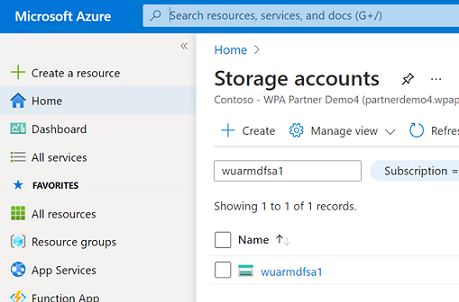 Microsoft Azure
Search resources, services, and docs (G+/)
«
Create a resource
Home
Dashboard
All services
FAVORITES
All resources
Resource groups
App Services
Function App
Home >
Storage accounts
...
Contoso - WPA Partner Demo4 (partnerdemo4.wpap
+ Create Manage view Refre
wuarmdfsa1
Subscription =
Showing 1 to 1 of 1 records.
Name ↑↓
wuarmdfsa1